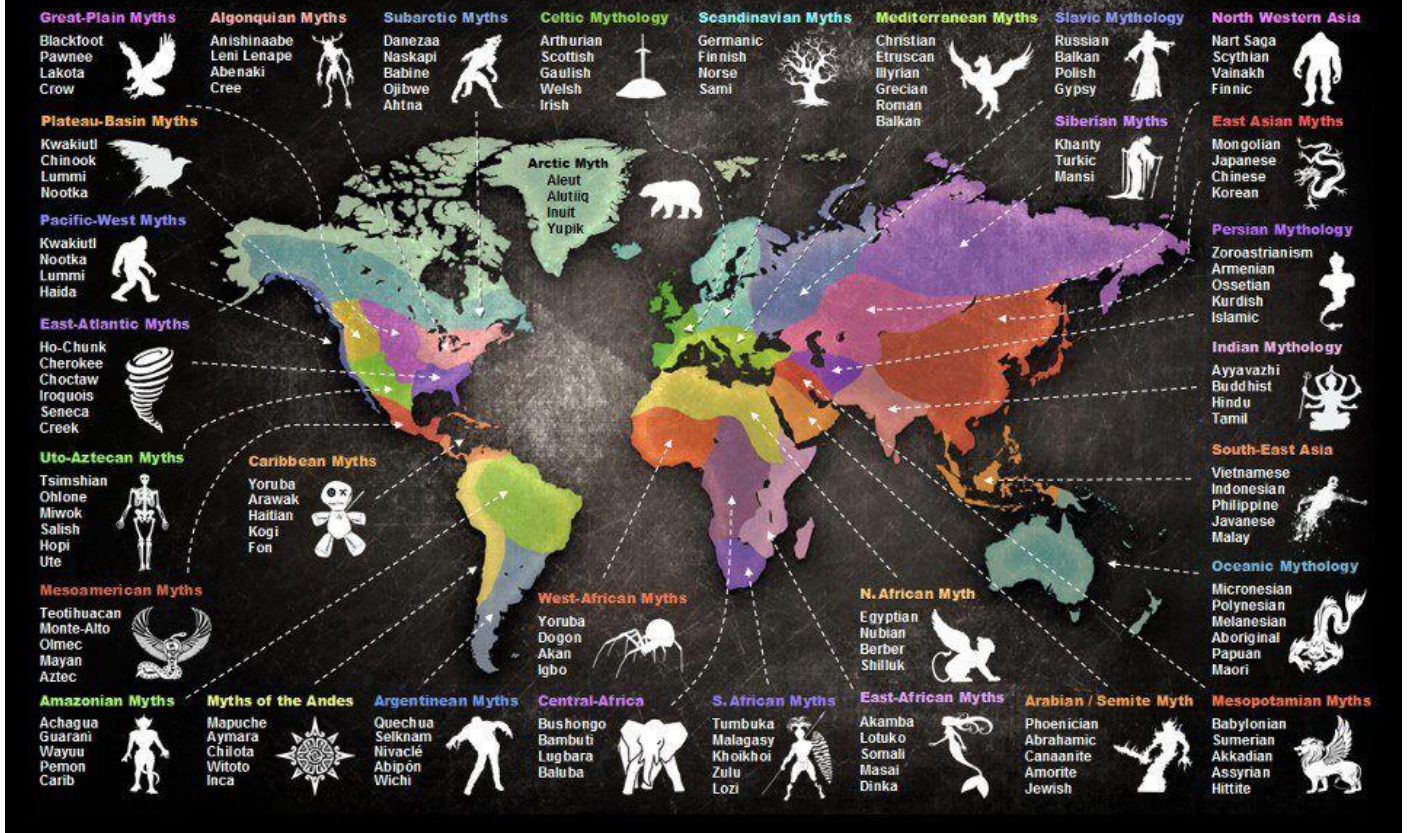 Great-Plain Myths
Blackfoot
Pawnee
Lakota
Crow
Algonquian Myths
Anishinaabe
Leni Lenape
Abenaki
Cree
Subarctic Myths
Danezaa
Naskapi
Babine
Ojibwe
Ahtna
Celtic Mythology
Arthurian
Scottish
Gaulish
Welsh
Irish
Scandinavian Myths
Germanic
Finnish
Norse
Sami
Mediterranean Myths
Christian
Etruscan
Illyrian
Grecian
Roman
Balkan
Slavic Mythology
Russian
Balkan
Polish
Gypsy
North Western Asia
Nart Saga
Scythian
Vainakh
Finnic
Plateau-Basin Myths
Kwakiutl
Chinook
Lummi
Nootka
Arctic Myth
Aleut
Alutiiq
Inuit
Yupik
Siberian Myths
Khanty
Turkic
Mansi
East Asian Myths
Mongolian
Japanese
Chinese
Korean
Pacific-West Myths
Kwakiutl
Nootka
Lummi
Haida
Persian Mythology
Zoroastrianism
Armenian
Ossetian
Kurdish
Islamic
East-Atlantic Myths
Ho-Chunk
Cherokee
Choctaw
Iroquois
Seneca
Creek
Indian Mythology
Ayyavazhi
Buddhist
Hindu
Tamil
Uto-Aztecan Myths
Tsimshian
Ohlone
Miwok
Salish
Hopi
Ute
Caribbean Myths
Yoruba
Arawak
Haitian
Kogi
Fon
South-East Asia
Vietnamese
Indonesian
Philippine
Javanese
Malay
Mesoamerican Myths
Teotihuacan
Monte-Alto
Olmec
Mayan
Aztec
West-African Myths
Yoruba
Dogon
Akan
Igbo
N. African Myth
Egyptian
Nubian
Berber
Shilluk
Oceanic Mythology
Micronesian
Polynesian
Melanesian
Aboriginal
Papuan
Maori
Amazonian Myths
Achagua
Guarani
Wayuu
Pemon
Carib
Myths of the Andes
Mapuche
Aymara
Chilota
Witoto
Inca
Argentinean Myths
Quechua
Selknam
Nivaclé
Abipón
Wichi
Central-Africa
Bushongo
Bambuti
Lugbara
Baluba
S. African Myths
Tumbuka
Malagasy
Khoikhoi
Zulu
Lozi
East-African Myths
Akamba
Lotuko
Somali
Masai
Dinka
Arabian / Semite Myth
Phoenician
Abrahamic
Canaanite
Amorite
Jewish
Mesopotamian Myths
Babylonian
Sumerian
Akkadian
Assyrian
Hittite